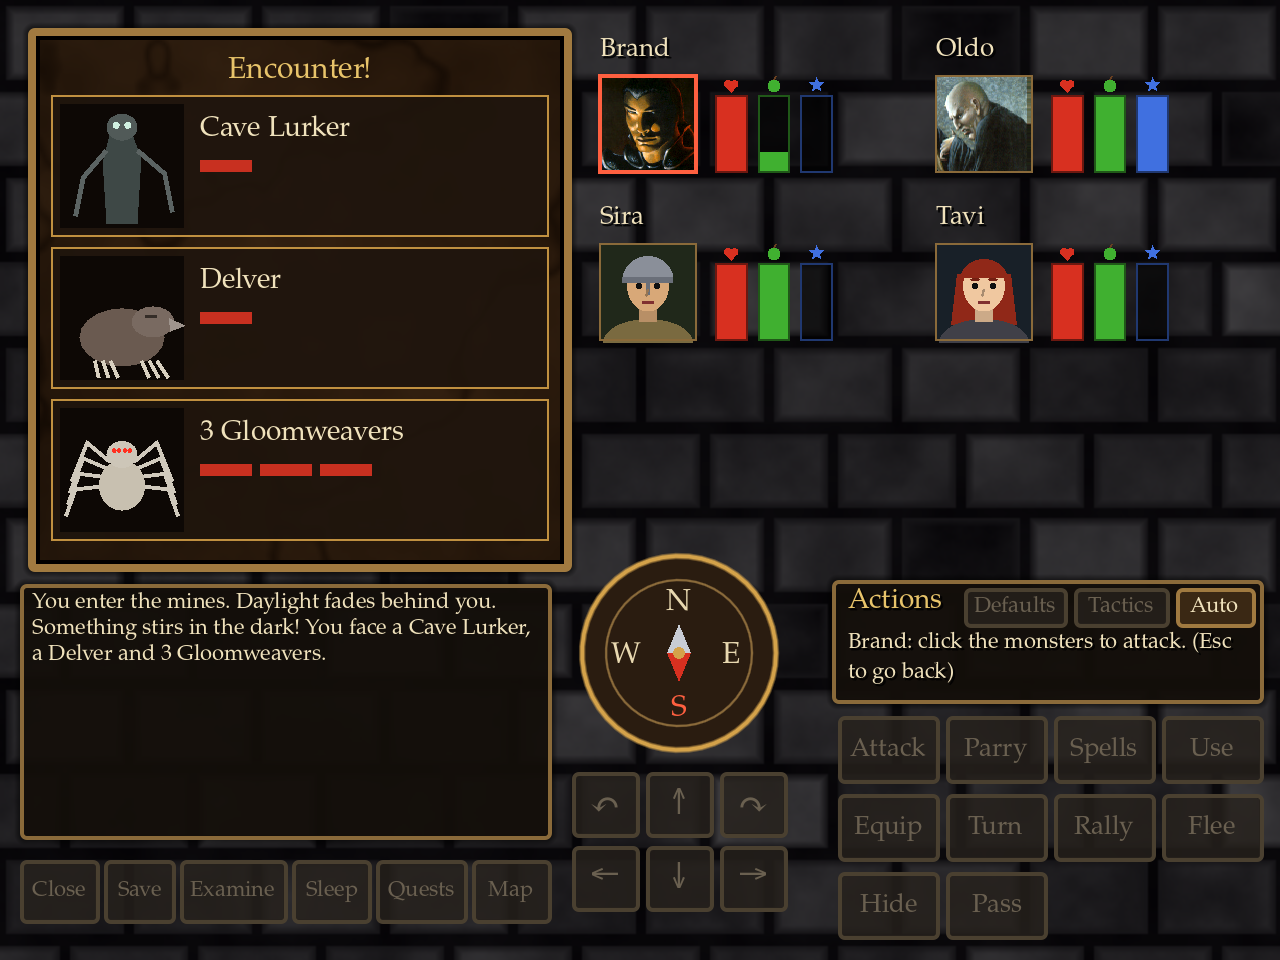 Encounter!
Cave Lurker
Delver
3 Gloomweavers
Brand
Oldo
Sira
Tavi
You enter the mines. Daylight fades behind you.
Something stirs in the dark! You face a Cave Lurker,
a Delver and 3 Gloomweavers.
N
W E
S
Actions Defaults Tactics Auto
Brand: click the monsters to attack. (Esc
to go back)
Attack Parry Spells Use
Equip Turn Rally Flee
Hide Pass
Close Save Examine Sleep Quests Map